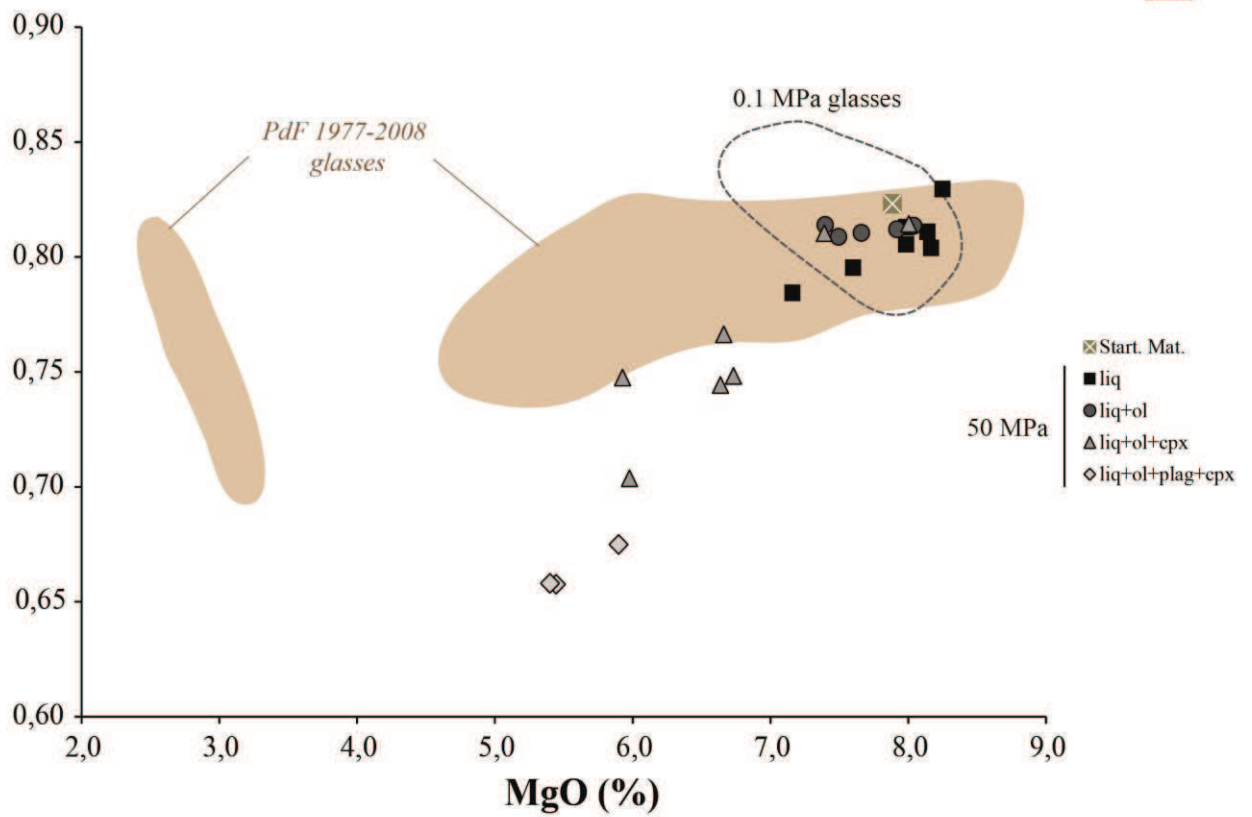 0,90
0,85
0,80
0,75
0,70
0,65
0,60
PdF 1977-2008
glasses
0.1 MPa glasses
Start. Mat.
liq
liq+ol
50 MPa
liq+ol+cpx
liq+ol+plag+cpx
2,0 3,0 4,0 5,0 6,0 7,0 8,0 9,0
MgO (%)